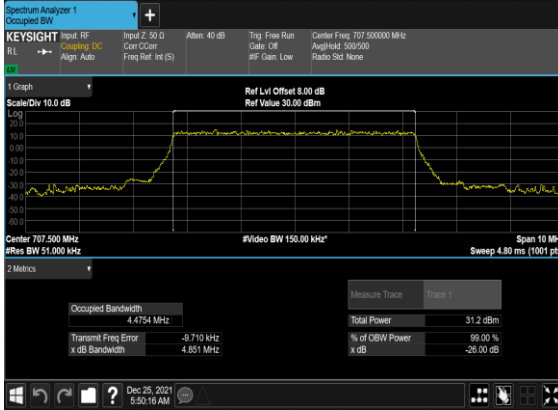 Spectrum Analyzer 1
Occupied BW
+
KEYSIGHT Input: RF Input Z: 50 Ω Atten: 40 dB Trig: Free Run Center Freq: 707.500000 MHz
RL Coupling: DC Corr CCorr Gate: Off Avg|Hold: 500/500
Align: Auto Freq Ref: Int (S) #IF Gain: Low Radio Std: None
1 Graph
Ref Lvl Offset 8.00 dB
Scale/Div 10.0 dB Ref Value 30.00 dBm
Log
20.0
10.0
0.00
-10.0
-20.0
-30.0
-40.0
-50.0
-60.0
Center 707.500 MHz #Video BW 150.00 kHz* Span 10 MH
#Res BW 51.000 kHz Sweep 4.80 ms (1001 pt
2 Metrics
Measure Trace Trace 1
Occupied Bandwidth
4.4754 MHz Total Power 31.2 dBm
Transmit Freq Error -9.710 kHz % of OBW Power 99.00 %
x dB Bandwidth 4.851 MHz x dB -26.00 dB
? Dec 25, 2021
5:50:16 AM